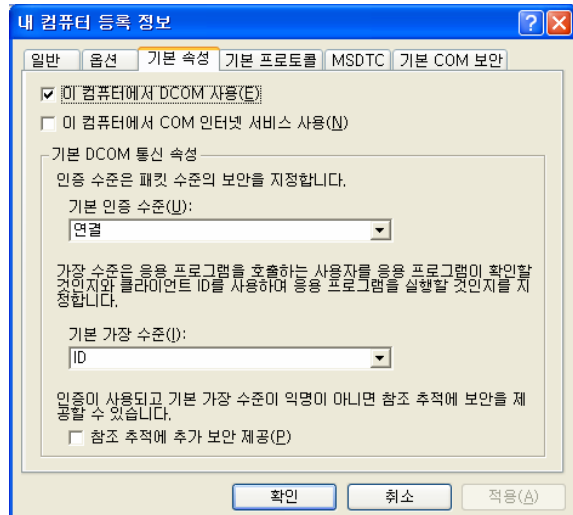 내 컴퓨터 등록 정보
일반 옵션 기본 속성 기본 프로토콜 MSDTC 기본 COM 보안
이 컴퓨터에서 DCOM 사용(E)
이 컴퓨터에서 COM 인터넷 서비스 사용(N)
기본 DCOM 통신 속성
인증 수준은 패킷 수준의 보안을 지정합니다.
기본 인증 수준(U):
연결
가장 수준은 응용 프로그램을 호출하는 사용자를 응용 프로그램이 확인할
것인지와 클라이언트 ID를 사용하여 응용 프로그램을 실행할 것인지를 지
정합니다.
기본 가장 수준(I):
ID
인증이 사용되고 기본 가장 수준이 익명이 아니면 참조 추적에 보안을 제
공할 수 있습니다.
참조 추적에 추가 보안 제공(P)
확인 취소 적용(A)